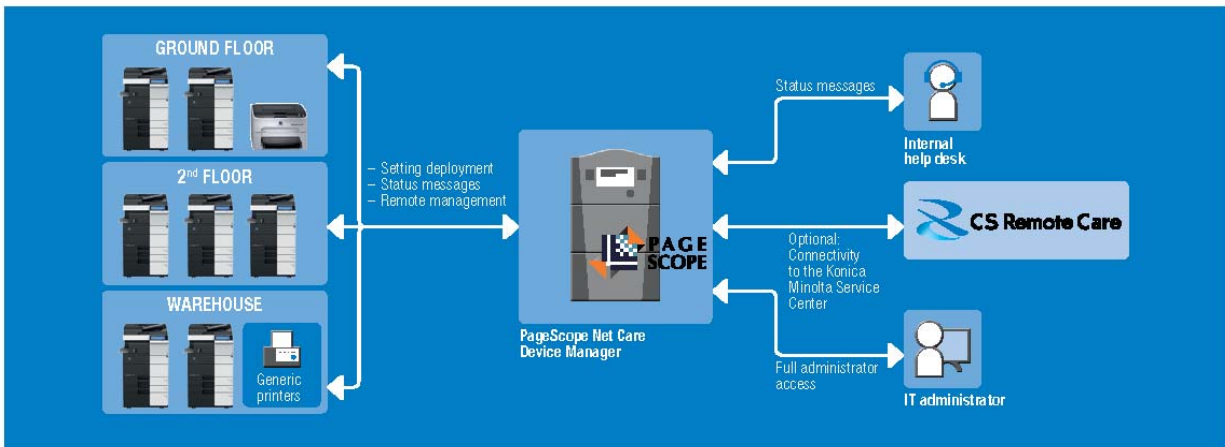 GROUND FLOOR
2nd FLOOR
WAREHOUSE
Generic
printers
– Setting deployment
– Status messages
– Remote management
PAGE
SCOPE
PageScope Net Care
Device Manager
Status messages
Internal
help desk
CS Remote Care
Optional:
Connectivity
to the Konica
Minolta Service
Center
Full administrator
access
IT administrator